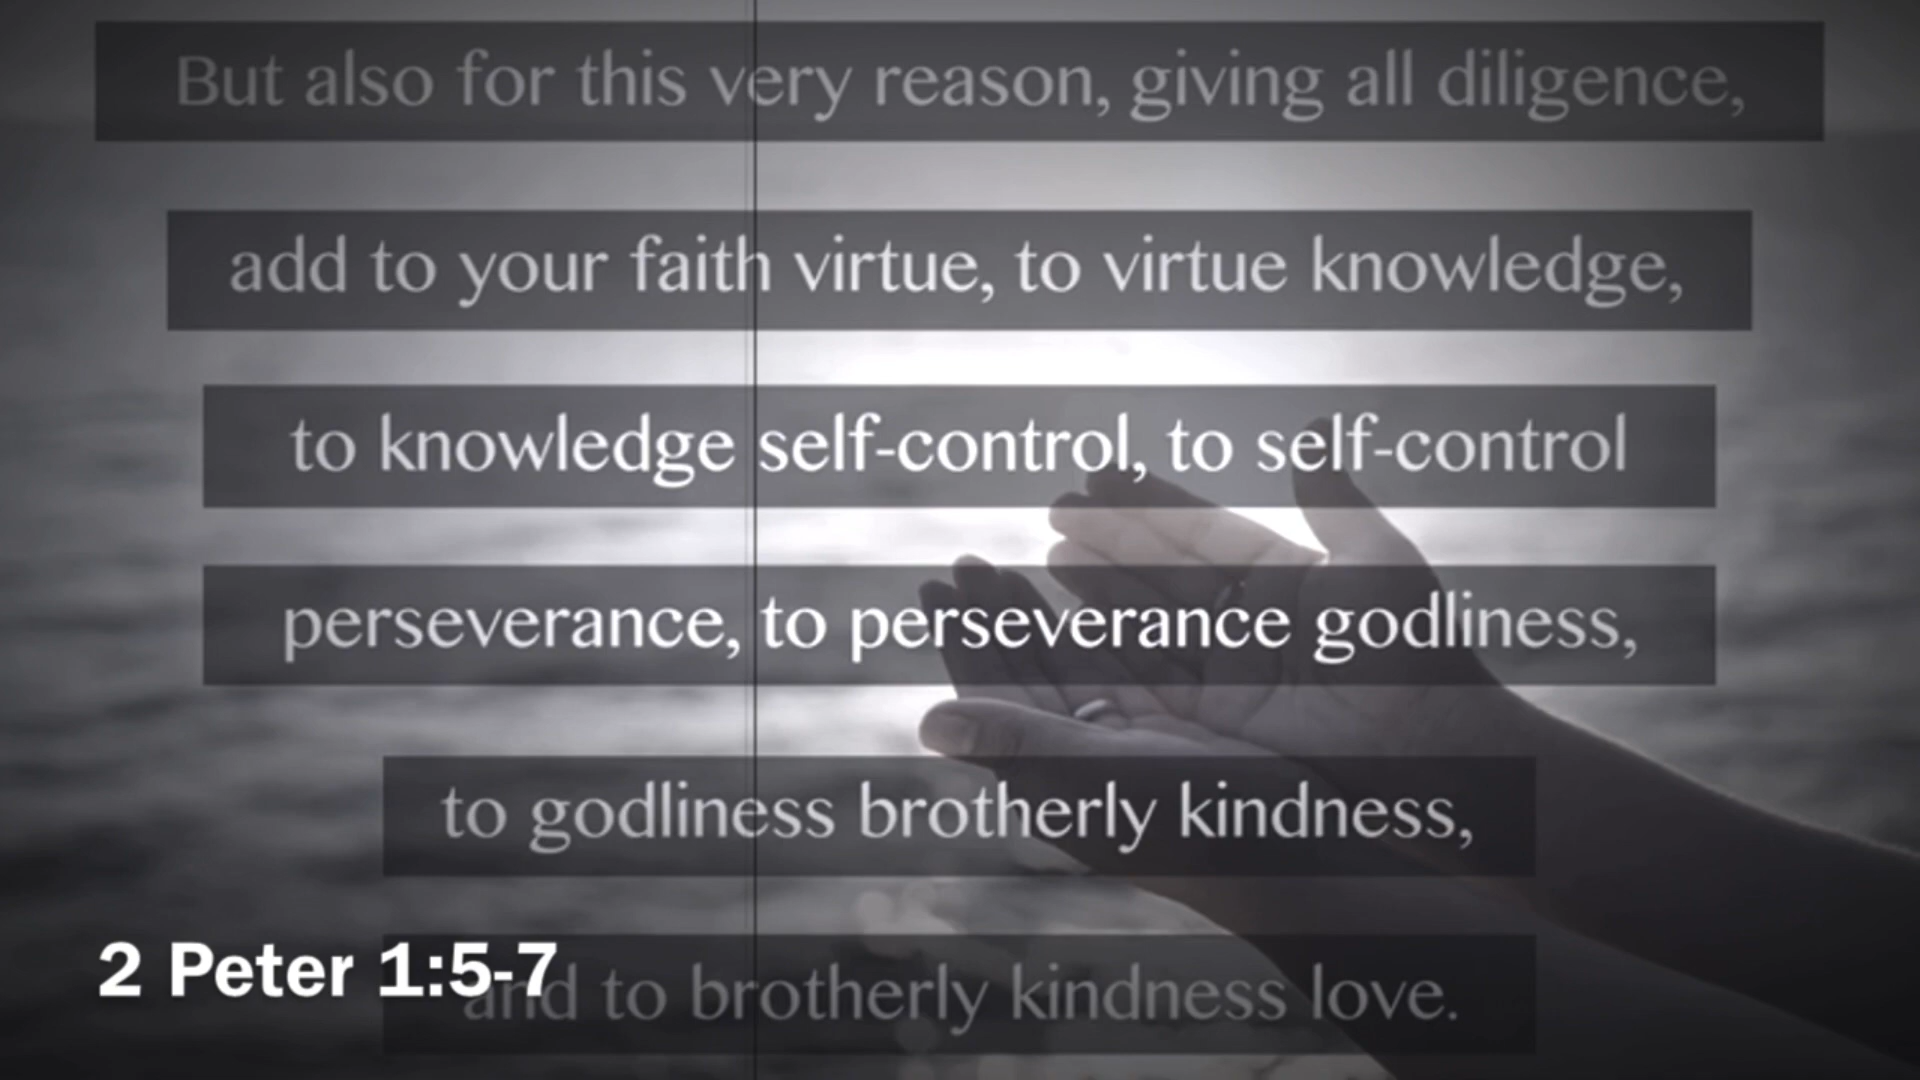 But also for this very reason, giving all diligence,
add to your faith virtue, to virtue knowledge,
to knowledge self-control, to self-control
perseverance, to perseverance godliness,
to godliness brotherly kindness,
and to brotherly kindness love.
2 Peter 1:5-7